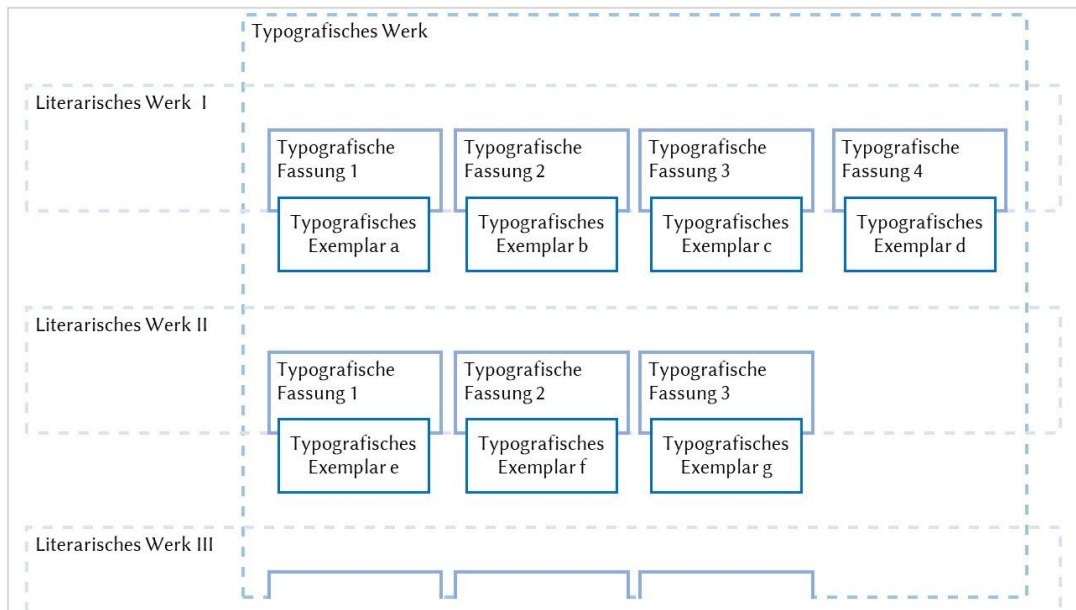 Typografisches Werk
Literarisches Werk I
Typografische
Fassung 1
Typografische
Fassung 2
Typografische
Fassung 3
Typografische
Fassung 4
Typografisches
Exemplar a
Typografisches
Exemplar b
Typografisches
Exemplar c
Typografisches
Exemplar d
Literarisches Werk II
Typografische
Fassung 1
Typografische
Fassung 2
Typografische
Fassung 3
Typografisches
Exemplar e
Typografisches
Exemplar f
Typografisches
Exemplar g
Literarisches Werk III